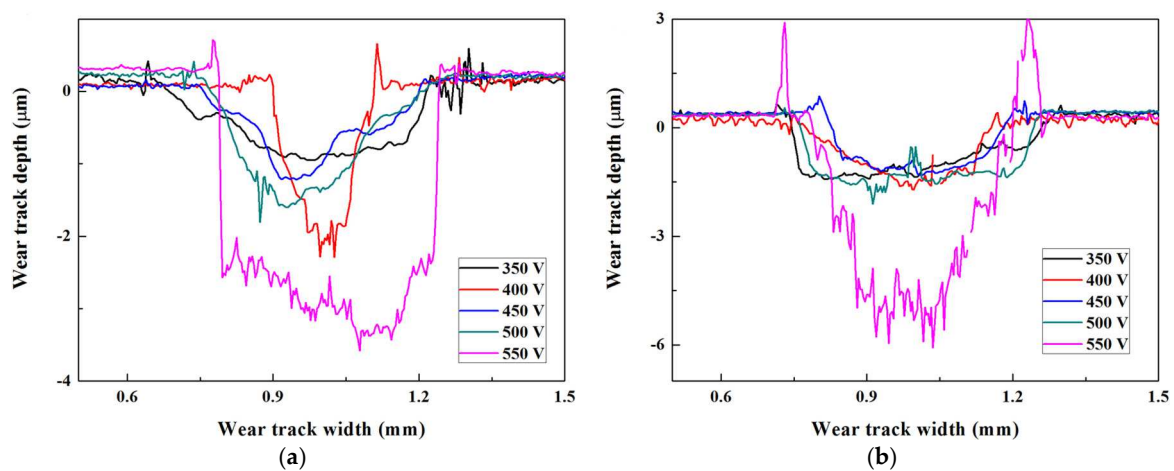 0
-2
-4
Wear track depth (μm)
0.6 0.9 1.2 1.5
Wear track width (mm)
350 V
400 V
450 V
500 V
550 V
(a)
3
0
-3
-6
Wear track depth (μm)
0.6 0.9 1.2 1.5
Wear track width (mm)
350 V
400 V
450 V
500 V
550 V
(b)